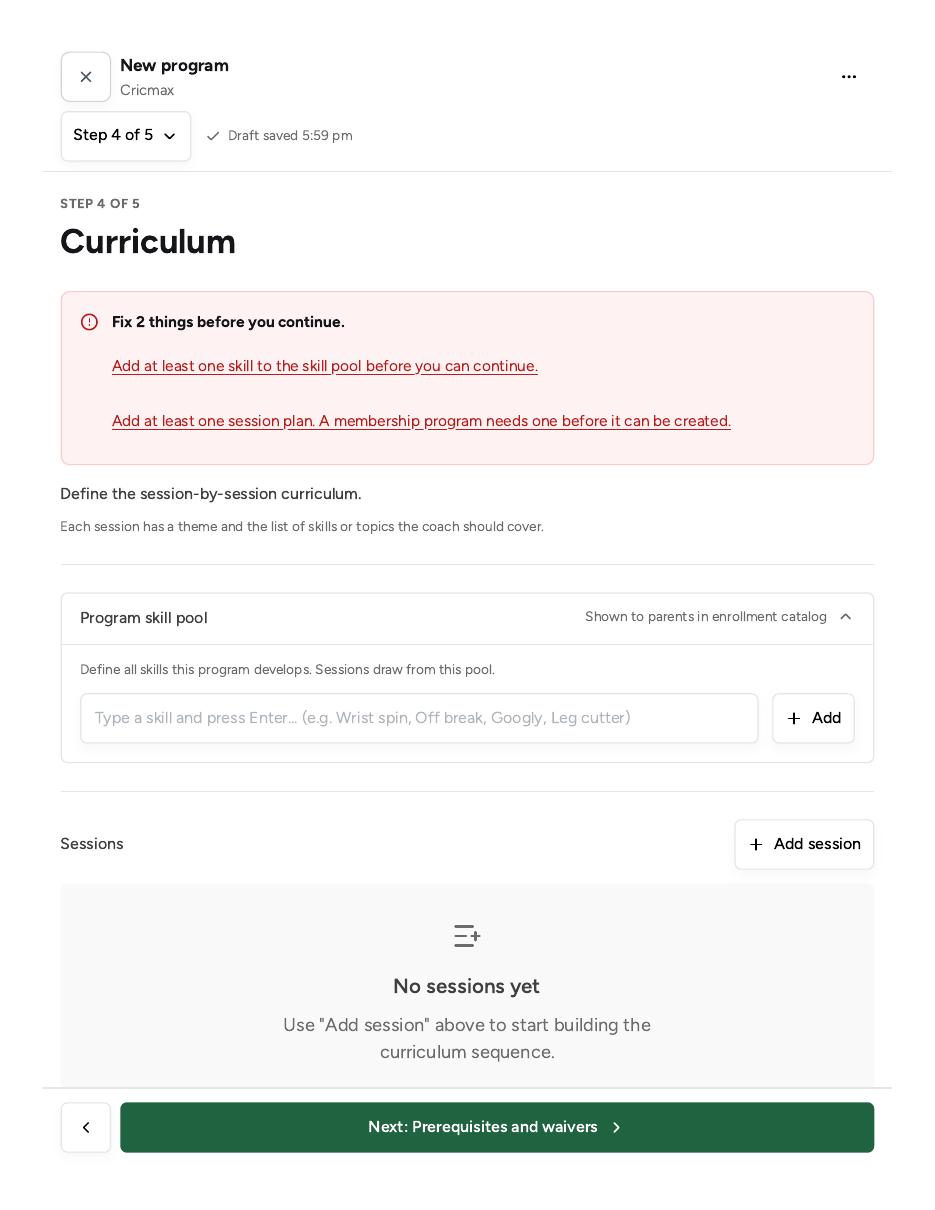 New program
Cricmax
Step 4 of 5
Draft saved 5:59 pm
STEP 4 OF 5
Curriculum
Fix 2 things before you continue.
Add at least one skill to the skill pool before you can continue.
Add at least one session plan. A membership program needs one before it can be created.
Define the session-by-session curriculum.
Each session has a theme and the list of skills or topics the coach should cover.
Program skill pool
Shown to parents in enrollment catalog
Define all skills this program develops. Sessions draw from this pool.
Type a skill and press Enter... (e.g. Wrist spin, Off break, Googly, Leg cutter)
Add
Sessions
Add session
No sessions yet
Use "Add session" above to start building the
curriculum sequence.
Next: Prerequisites and waivers